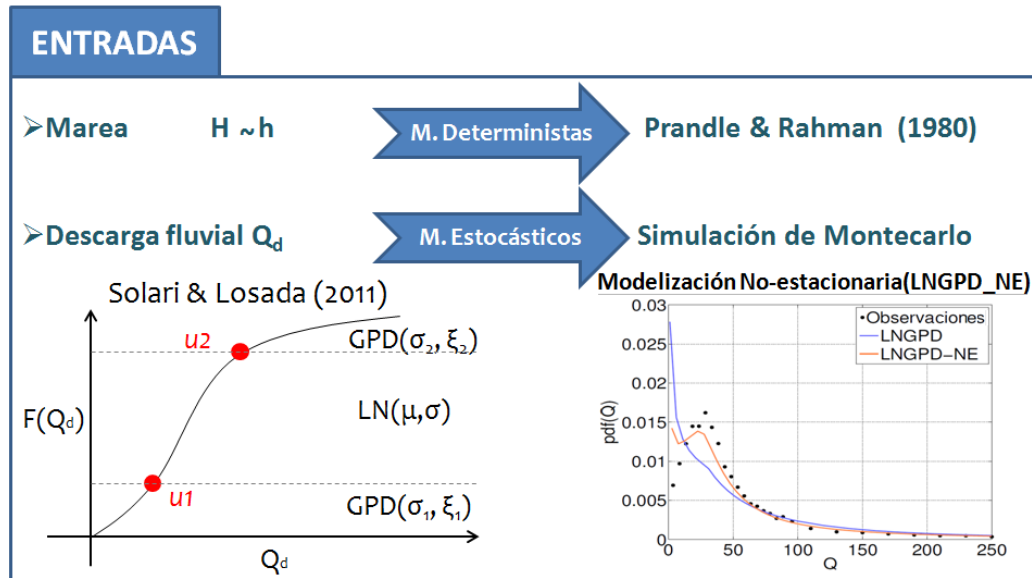 ENTRADAS
➢Marea H ~h
M. Deterministas
Prandle & Rahman (1980)
➢Descarga fluvial Qd
M. Estocásticos
Simulación de Montecarlo
Solari & Losada (2011)
u2
GPD(σ2, ξ2)
F(Qd)
LN(μ,σ)
u1
GPD(σ1, ξ1)
Qd
Modelización No-estacionaria(LNGPD_NE)
0.03
0.025
0.02
0.015
0.01
0.005
0
pdf(Q)
Observaciones
LNGPD
LNGPD-NE
0 50 100 150 200 250
Q